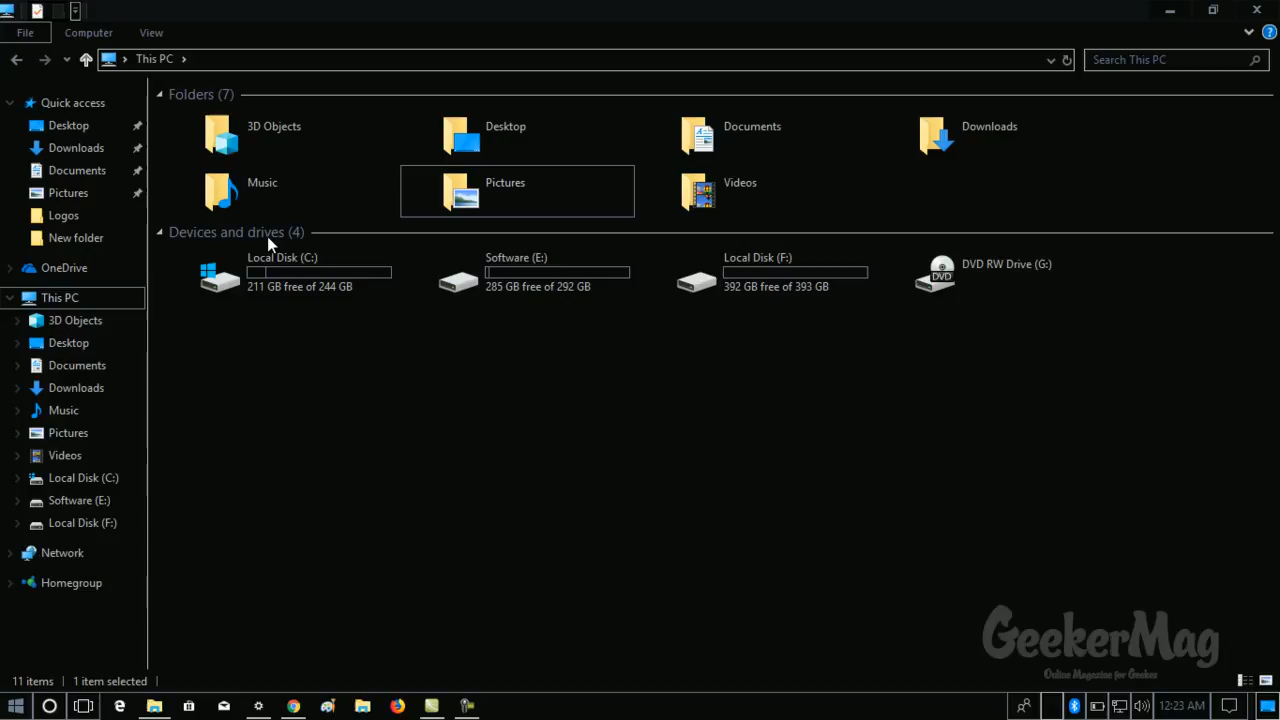 File Computer View
This PC
Search This PC
Quick access
Desktop
Downloads
Documents
Pictures
Logos
New folder
OneDrive
This PC
3D Objects
Desktop
Documents
Downloads
Music
Pictures
Videos
Local Disk (C:)
Software (E:)
Local Disk (F:)
Network
Homegroup
Folders (7)
3D Objects
Desktop
Documents
Downloads
Music
Pictures
Videos
Devices and drives (4)
Local Disk (C:)
211 GB free of 244 GB
Software (E:)
285 GB free of 292 GB
Local Disk (F:)
392 GB free of 393 GB
DVD RW Drive (G:)
DVD
GeekerMag
Online Magazine for Geeker
11 items 1 item selected
12:23 AM